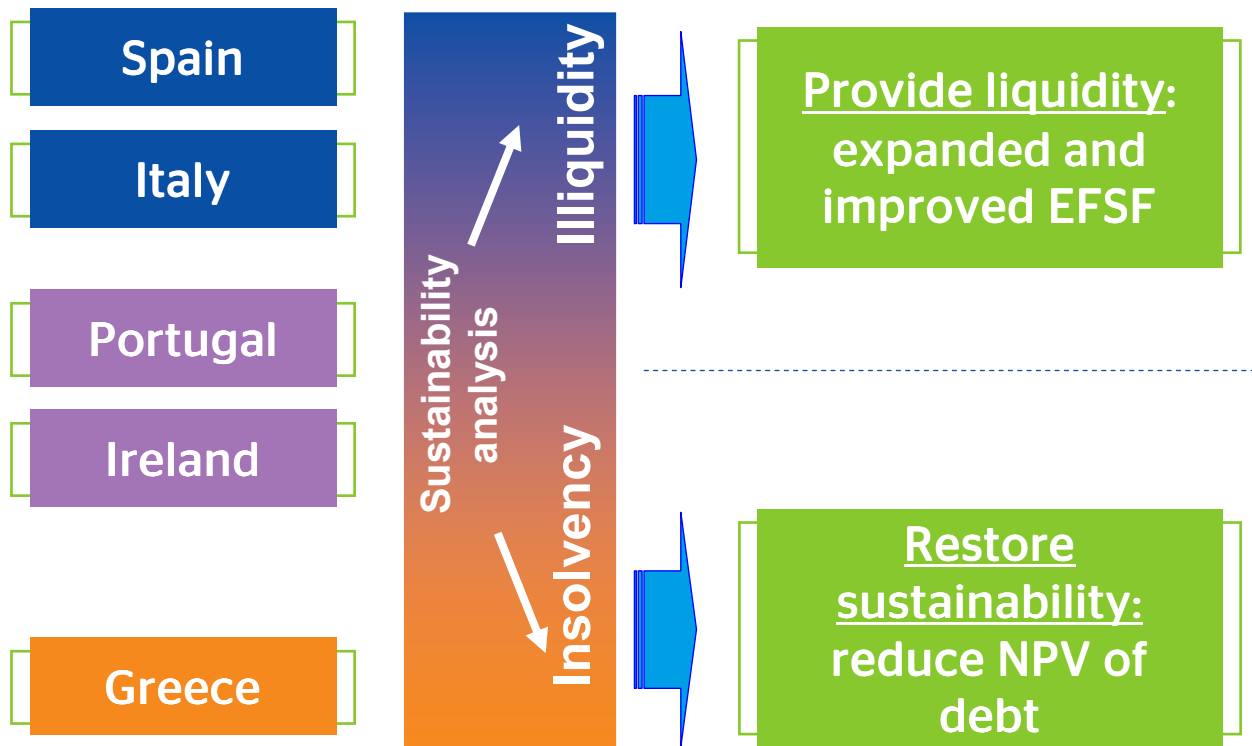 Spain
Italy
Portugal
Ireland
Greece
Sustainability
analysis
Illiquidity
Insolvency
Provide liquidity:
expanded and
improved EFSF
Restore
sustainability:
reduce NPV of
debt